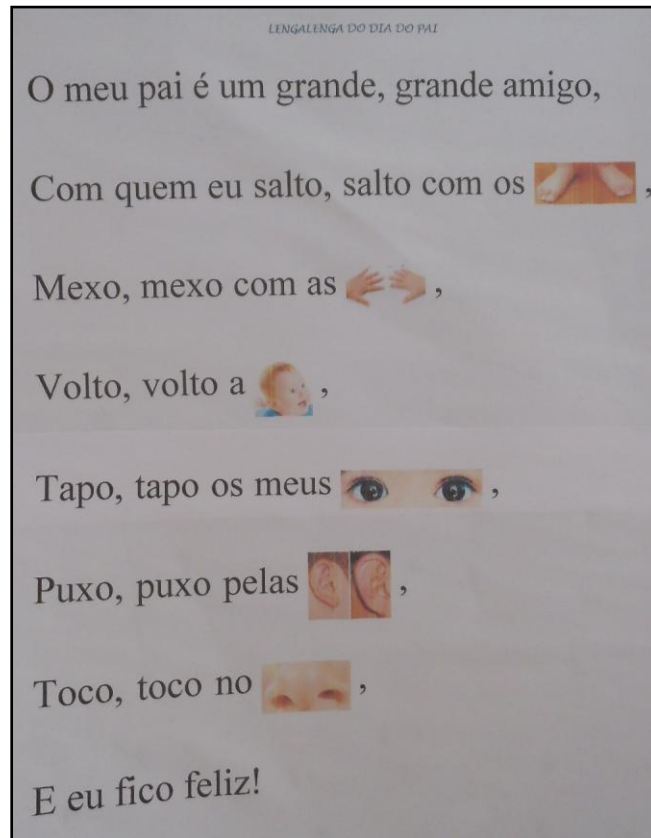 LENGALENGA DO DIA DO PAI
O meu pai é um grande, grande amigo,
Com quem eu salto, salto com os ,
Mexo, mexo com as ,
Volto, volto a ,
Tapo, tapo os meus ,
Puxo, puxo pelas ,
Toco, toco no ,
E eu fico feliz!